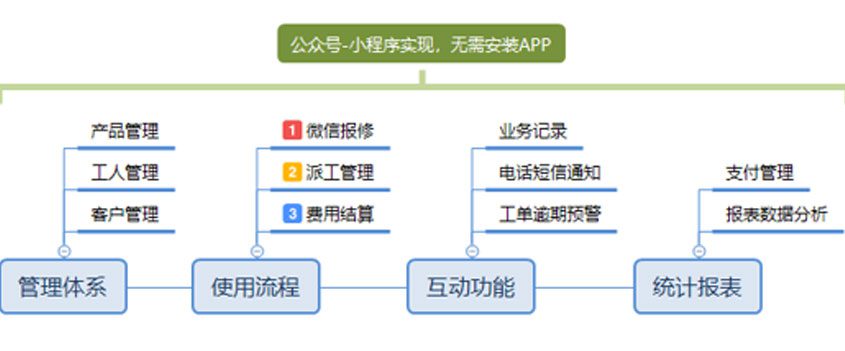 公众号-小程序实现，无需安装APP
产品管理
工人管理
客户管理
管理体系
1 微信报修
2 派工管理
3 费用结算
使用流程
业务记录
电话短信通知
工单逾期预警
互动功能
支付管理
报表数据分析
统计报表